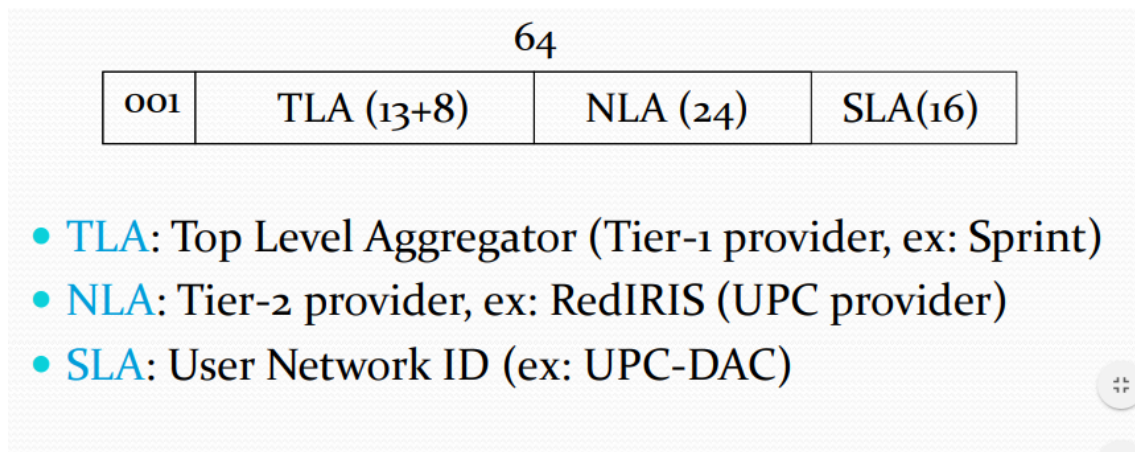 64
001 TLA (13+8) NLA (24) SLA(16)
• TLA: Top Level Aggregator (Tier-1 provider, ex: Sprint)
• NLA: Tier-2 provider, ex: RedIRIS (UPC provider)
• SLA: User Network ID (ex: UPC-DAC)